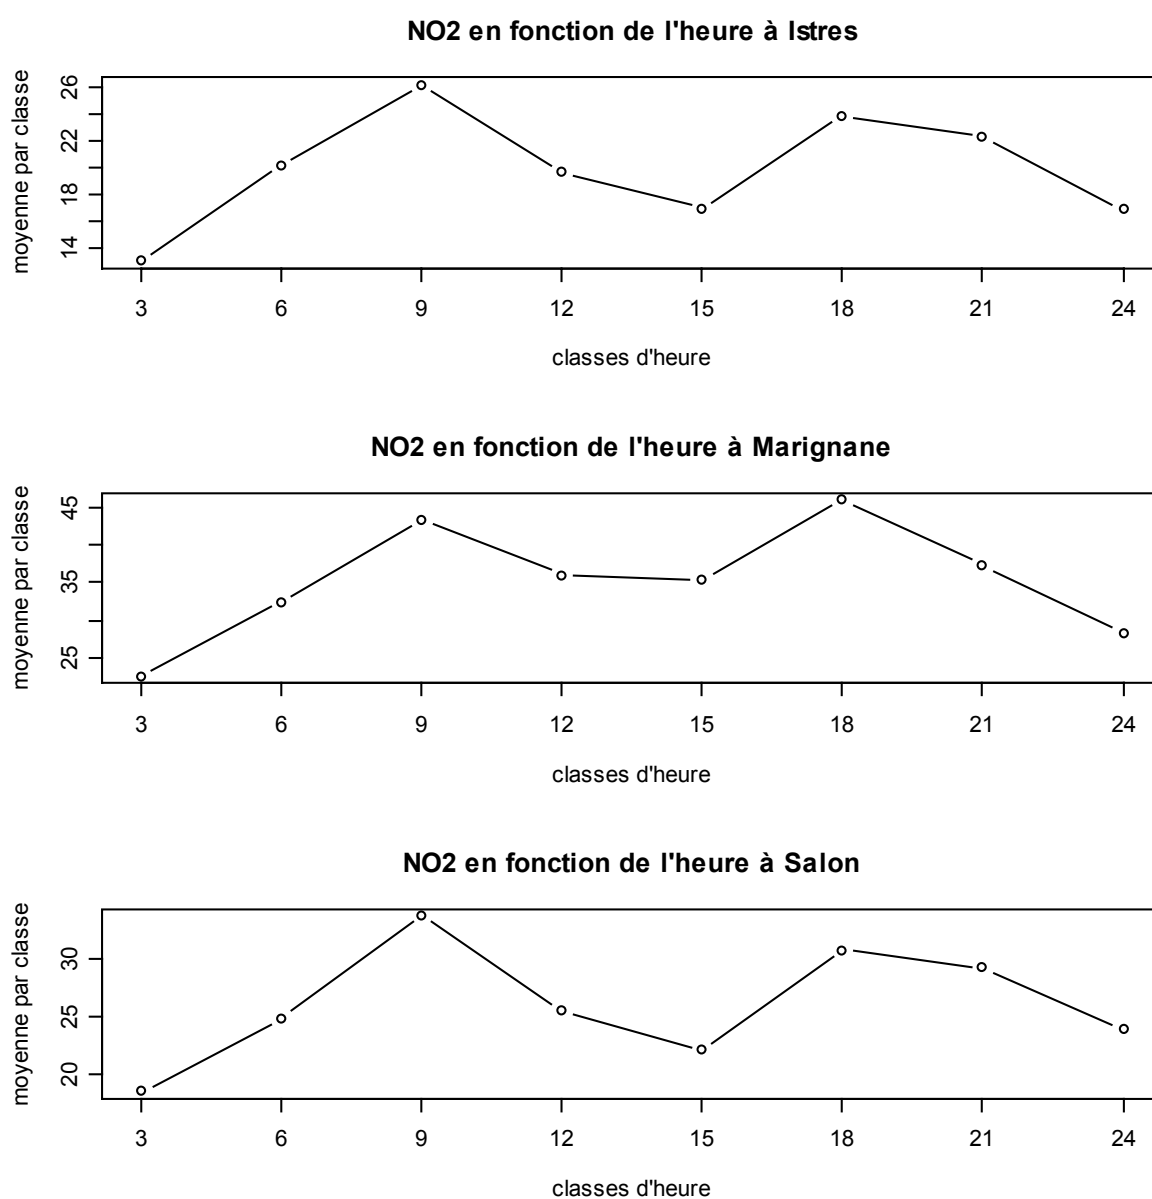 NO2 en fonction de l'heure à Istres
moyenne par classe
26
22
18
14
3 6 9 12 15 18 21 24
classes d'heure
NO2 en fonction de l'heure à Marignane
moyenne par classe
45
35
25
3 6 9 12 15 18 21 24
classes d'heure
NO2 en fonction de l'heure à Salon
moyenne par classe
30
25
20
3 6 9 12 15 18 21 24
classes d'heure